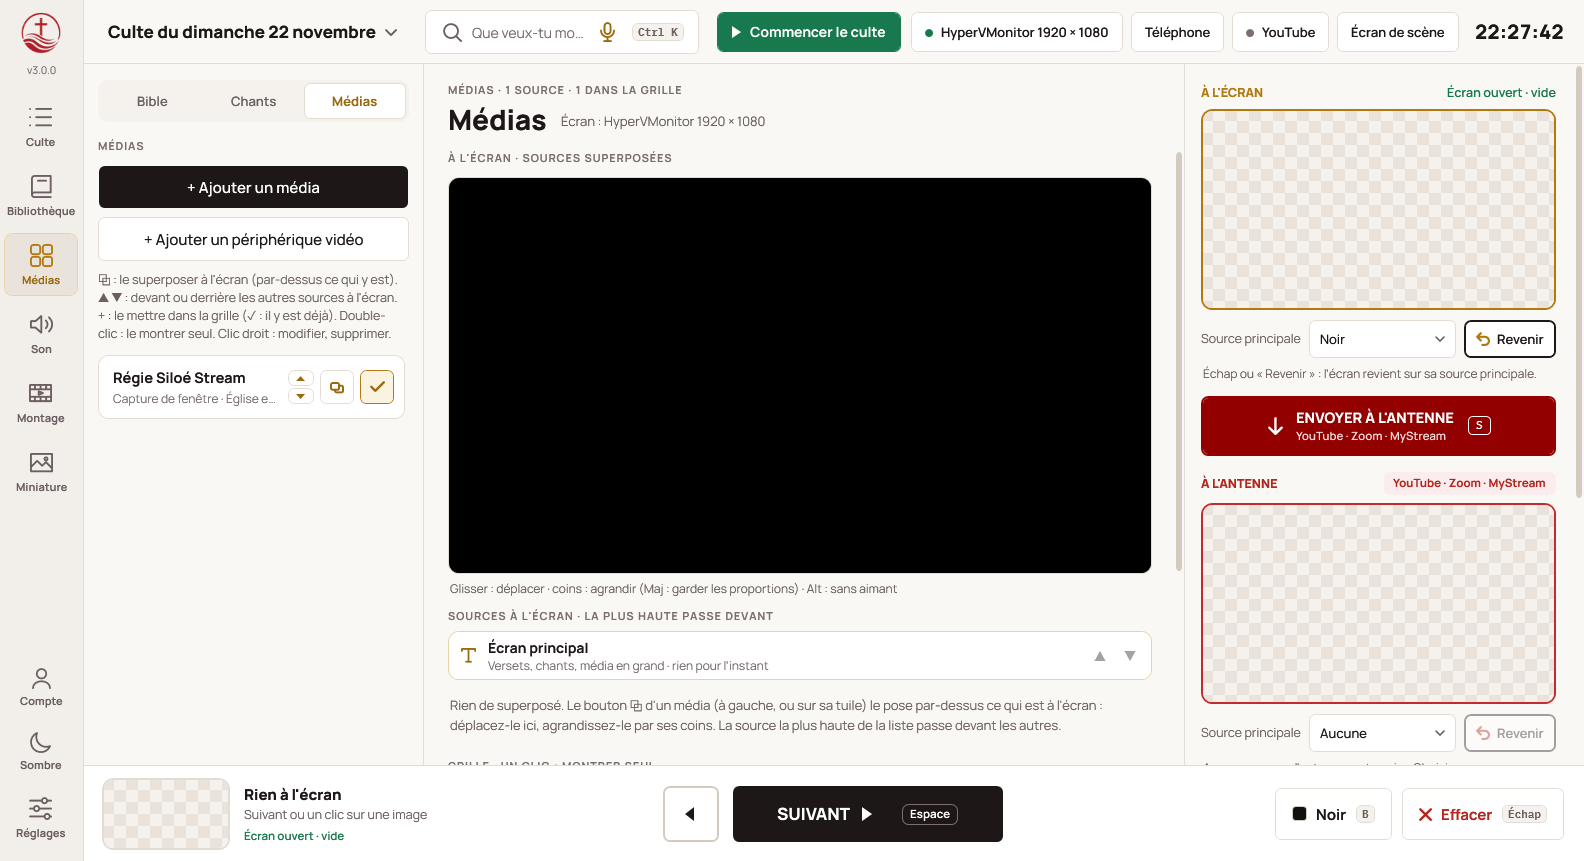 v3.0.0
Culte
Bibliothèque
Médias
Son
Montage
Miniature
Compte
Sombre
Réglages
Culte du dimanche 22 novembre
Que veux-tu mo...
Ctrl K
Commencer le culte
HyperVMonitor 1920 × 1080
Téléphone
YouTube
Écran de scène
22:27:42
Bible
Chants
Médias
MÉDIAS
+ Ajouter un média
+ Ajouter un périphérique vidéo
: le superposer à l'écran (par-dessus ce qui y est).
▲▼ : devant ou derrière les autres sources à l'écran.
+ : le mettre dans la grille (✓ : il y est déjà). Double-
clic : le montrer seul. Clic droit : modifier, supprimer.
Régie Siloé Stream
Capture de fenêtre · Église e...
MÉDIAS · 1 SOURCE · 1 DANS LA GRILLE
Médias
Écran : HyperVMonitor 1920 × 1080
À L'ÉCRAN · SOURCES SUPERPOSÉES
Glisser : déplacer · coins : agrandir (Maj : garder les proportions) · Alt : sans aimant
SOURCES À L'ÉCRAN · LA PLUS HAUTE PASSE DEVANT
Écran principal
Versets, chants, média en grand · rien pour l'instant
Rien de superposé. Le bouton d'un média (à gauche, ou sur sa tuile) le pose par-dessus ce qui est à l'écran :
déplacez-le ici, agrandissez-le par ses coins. La source la plus haute de la liste passe devant les autres.
GRILLE · UN CLIC : MONTRER SEUL
À L'ÉCRAN
Écran ouvert · vide
Source principale
Noir
Revenir
Échap ou « Revenir » : l'écran revient sur sa source principale.
ENVOYER À L'ANTENNE
YouTube · Zoom · MyStream
S
À L'ANTENNE
YouTube · Zoom · MyStream
Source principale
Aucune
Revenir
Rien à l'écran
Suivant ou un clic sur une image
Écran ouvert · vide
SUIVANT
Espace
Noir
B
Effacer
Échap